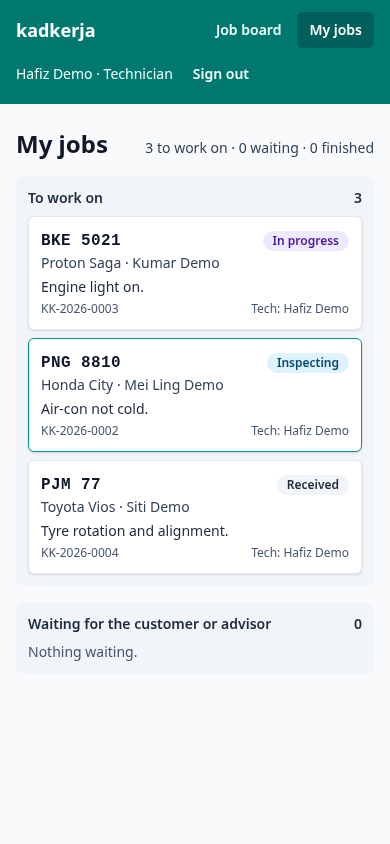 kadkerja
Job board
My jobs
Hafiz Demo · Technician
Sign out
My jobs
3 to work on · 0 waiting · 0 finished
To work on
3
BKE 5021
In progress
Proton Saga · Kumar Demo
Engine light on.
KK-2026-0003
Tech: Hafiz Demo
PNG 8810
Inspecting
Honda City · Mei Ling Demo
Air-con not cold.
KK-2026-0002
Tech: Hafiz Demo
PJM 77
Received
Toyota Vios · Siti Demo
Tyre rotation and alignment.
KK-2026-0004
Tech: Hafiz Demo
Waiting for the customer or advisor
0
Nothing waiting.